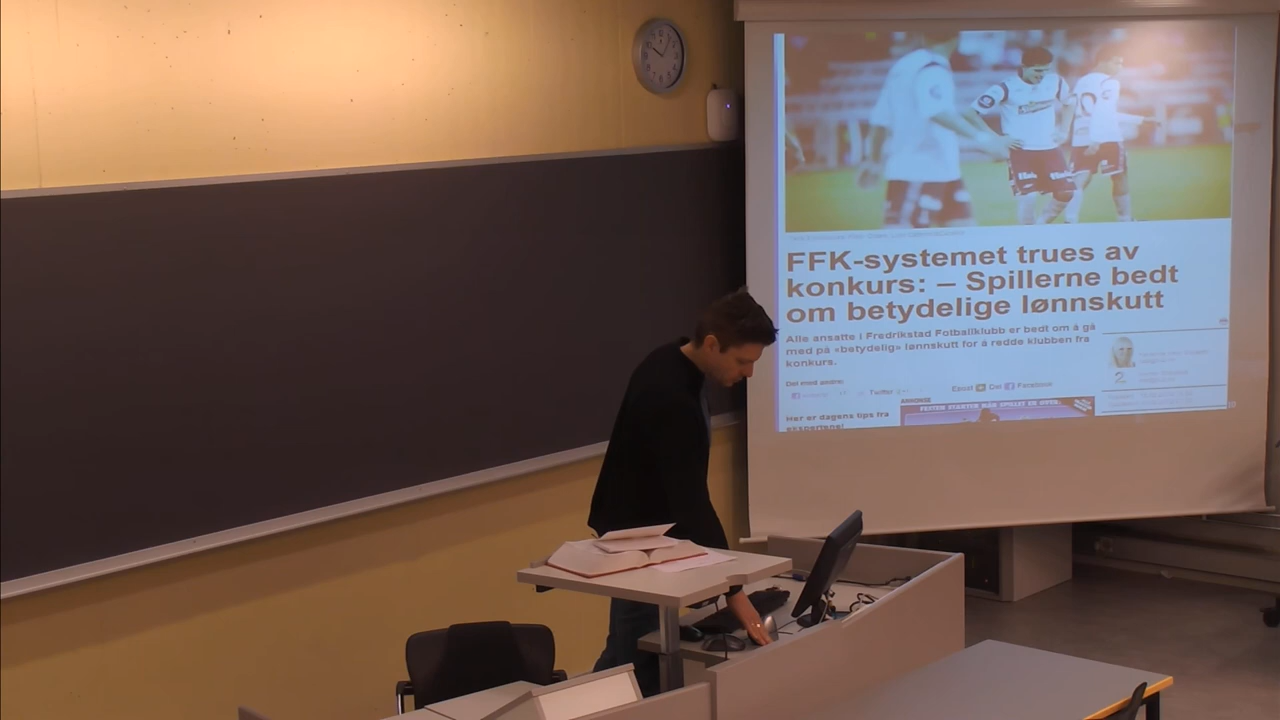 FFK-systemet trues av
konkurs: – Spillerne bedt
om betydelige lønnskutt
Alle ansatte i Fredrikstad Fotballklubb er bedt om å gå
med på «betydelig» lønnskutt for å redde klubben fra
konkurs.
Del med andre:
Twitter
Facebook
ANNONSE
Her er dagens tips fra
ekspertene!
2